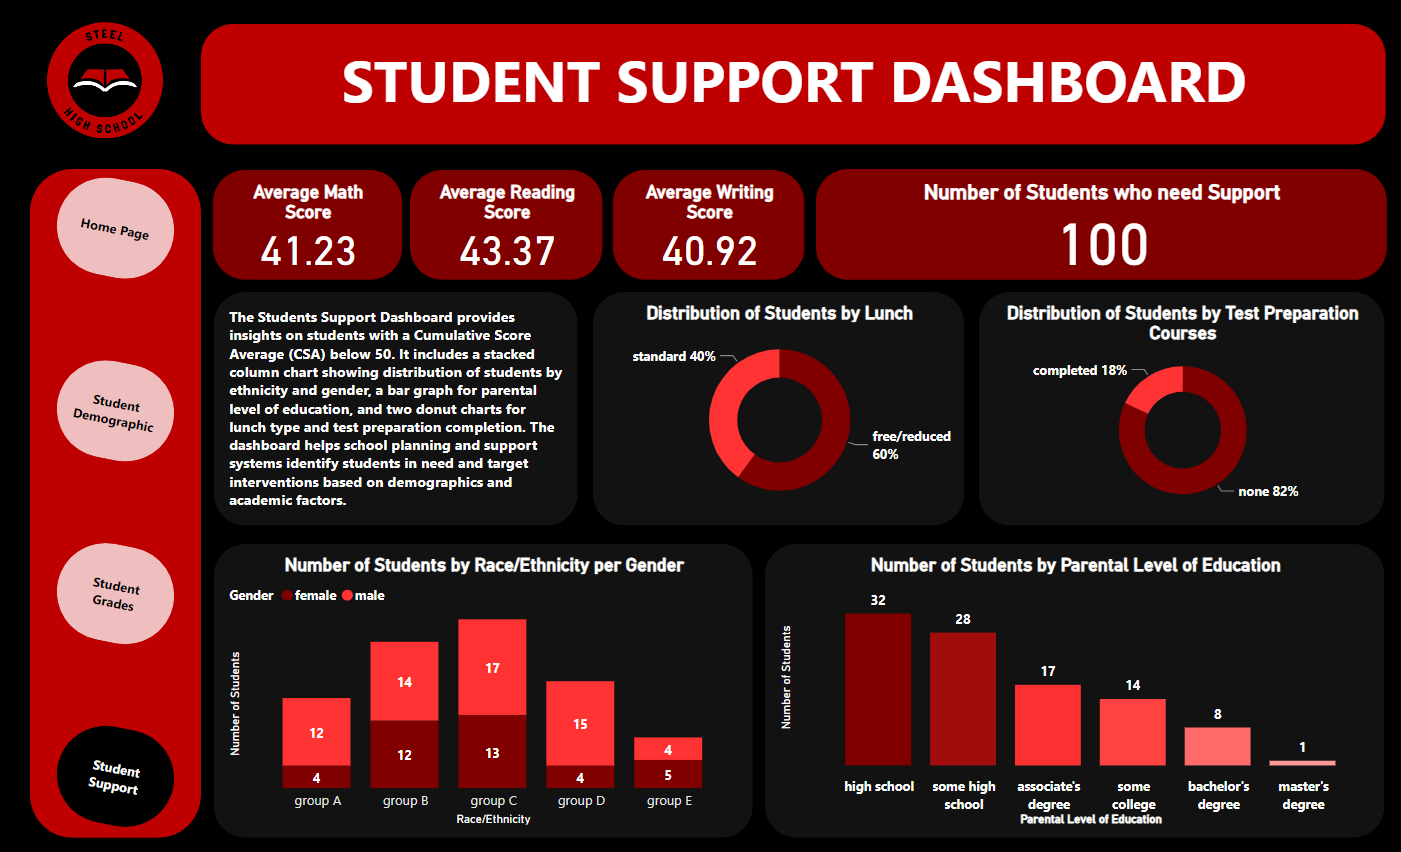 STEEL
HIGH SCHOOL
STUDENT SUPPORT DASHBOARD
Home Page
Student
Demographic
Student
Grades
Student
Support
Average Math
Score
41.23
Average Reading
Score
43.37
Average Writing
Score
40.92
Number of Students who need Support
100
The Students Support Dashboard provides
insights on students with a Cumulative Score
Average (CSA) below 50. It includes a stacked
column chart showing distribution of students by
ethnicity and gender, a bar graph for parental
level of education, and two donut charts for
lunch type and test preparation completion. The
dashboard helps school planning and support
systems identify students in need and target
interventions based on demographics and
academic factors.
Distribution of Students by Lunch
standard 40%
free/reduced
60%
Distribution of Students by Test Preparation
Courses
completed 18%
none 82%
Number of Students by Race/Ethnicity per Gender
Gender female male
Number of Students
12
4
14
12
17
13
15
4
4
5
group A group B group C group D group E
Race/Ethnicity
Number of Students by Parental Level of Education
Number of Students
32
28
17
14
8
1
high school
some high
school
associate's
degree
some
college
bachelor's
degree
master's
degree
Parental Level of Education